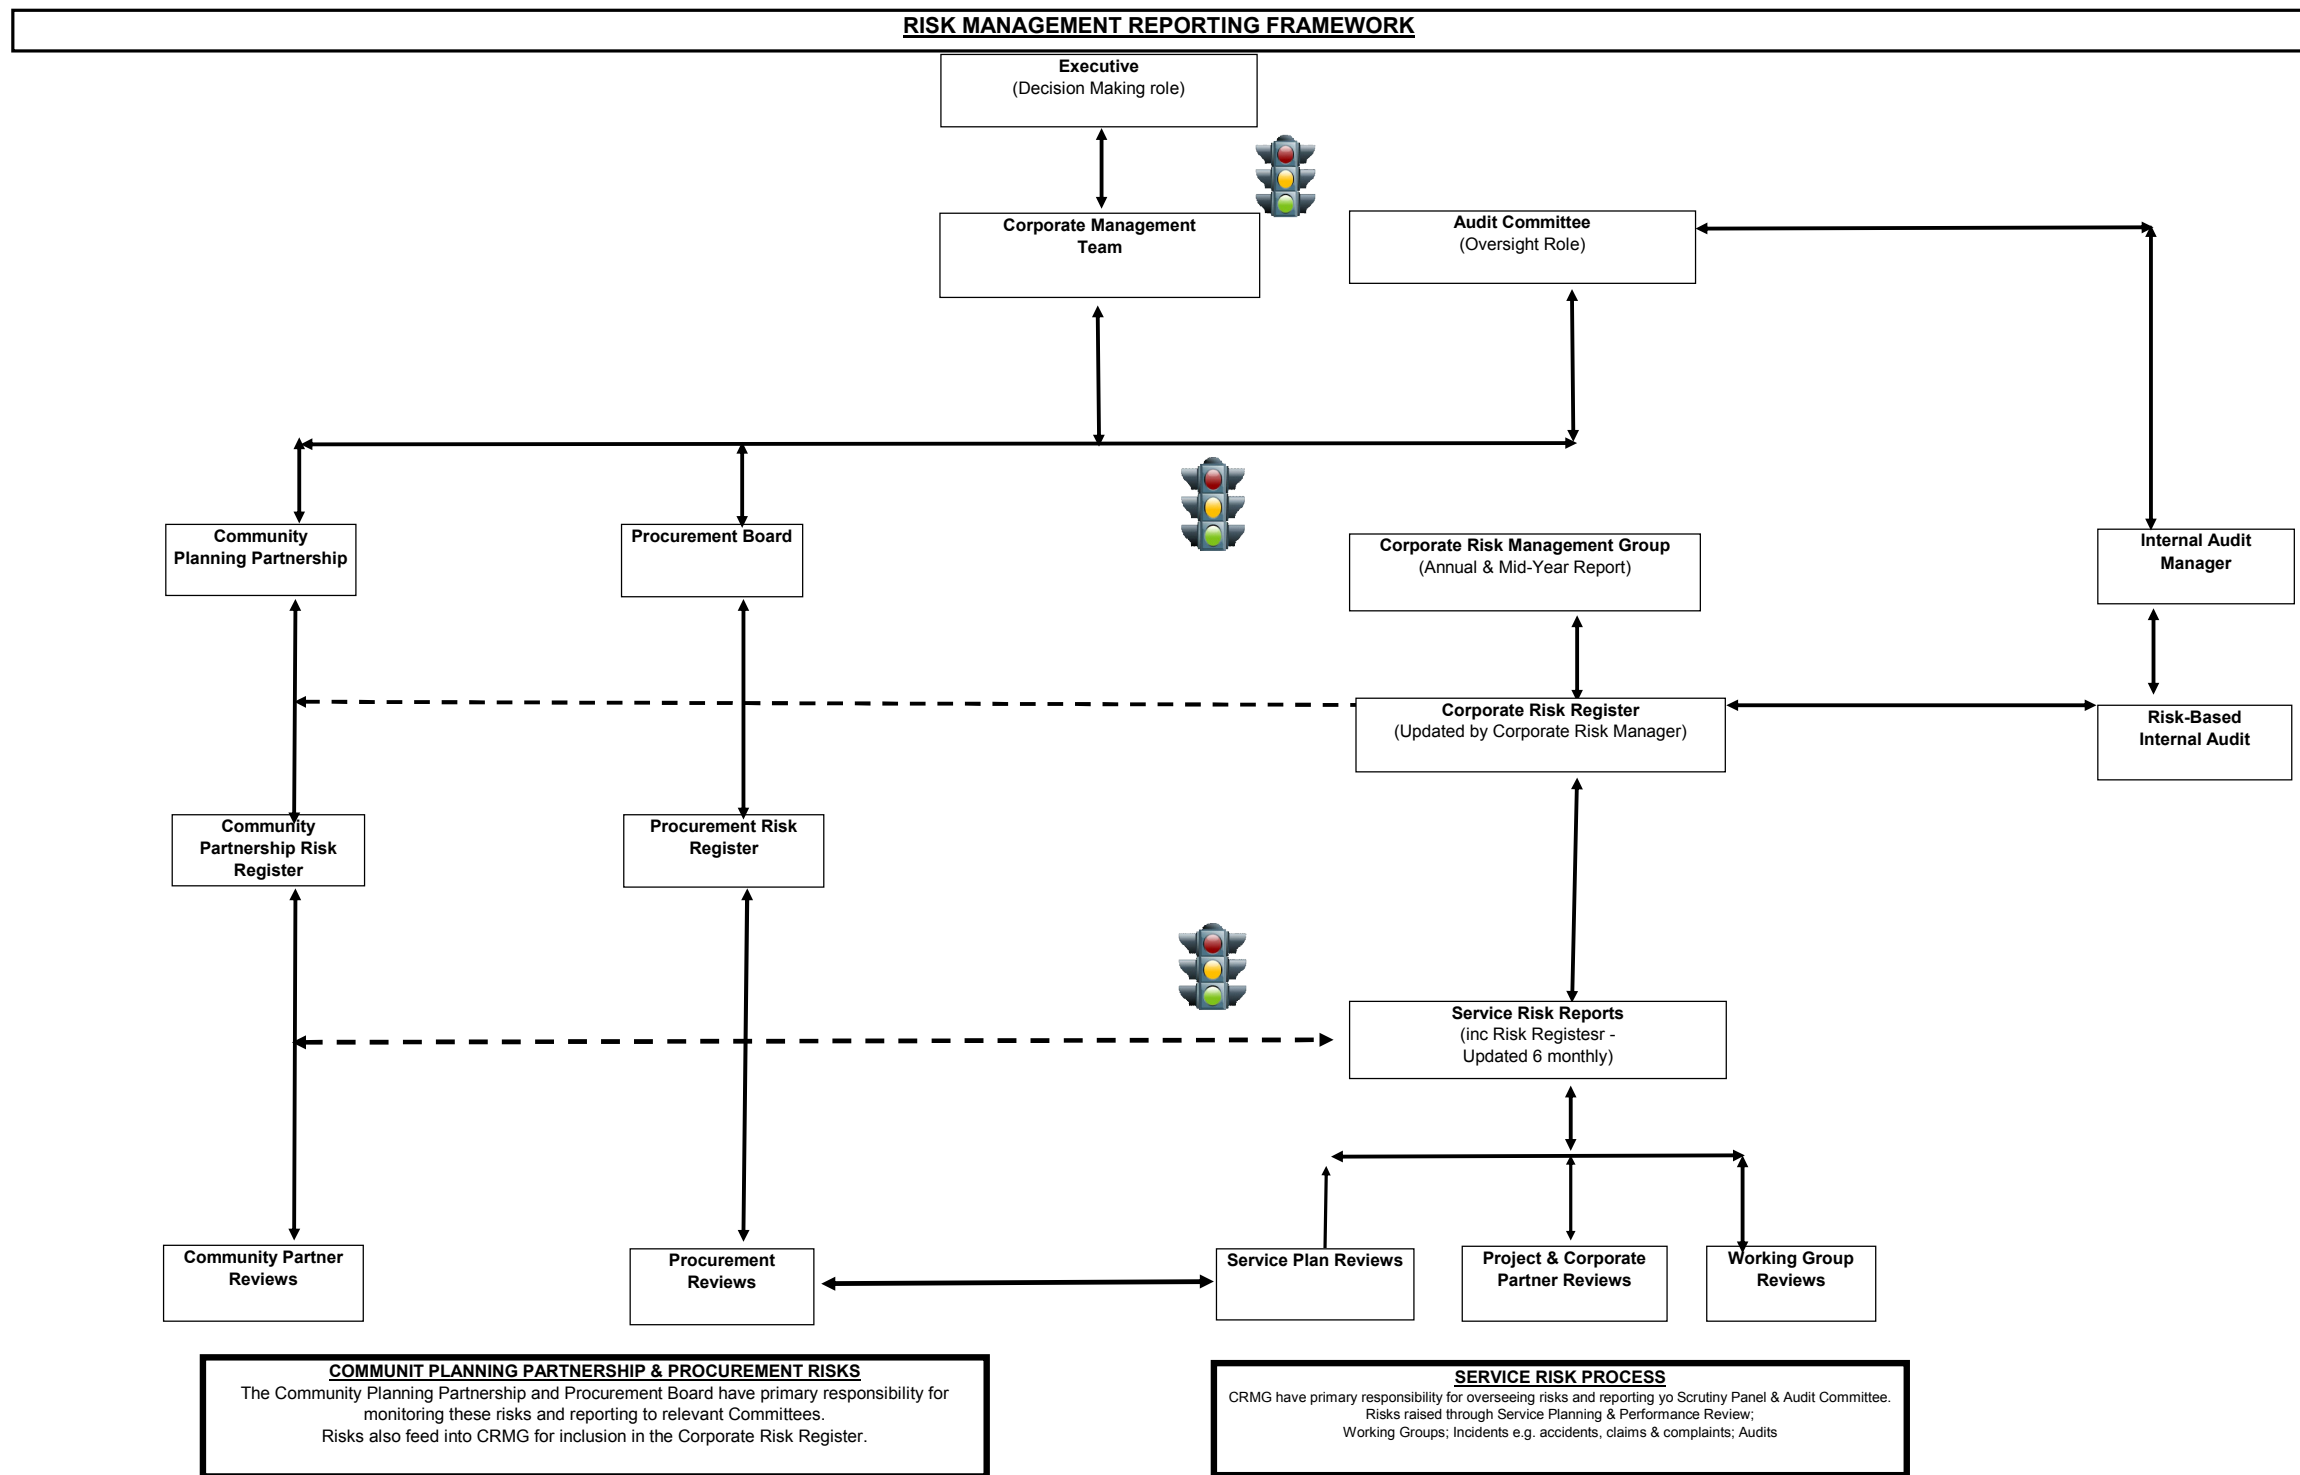 RISK MANAGEMENT REPORTING FRAMEWORK
Executive
(Decision Making role)
Corporate Management
Team
Audit Committee
(Oversight Role)
Community
Planning Partnership
Procurement Board
Corporate Risk Management Group
(Annual & Mid-Year Report)
Internal Audit
Manager
Corporate Risk Register
(Updated by Corporate Risk Manager)
Risk-Based
Internal Audit
Community
Partnership Risk
Register
Procurement Risk
Register
Service Risk Reports
(inc Risk Registesr -
Updated 6 monthly)
Community Partner
Reviews
Procurement
Reviews
Service Plan Reviews
Project & Corporate
Partner Reviews
Working Group
Reviews
COMMUNIT PLANNING PARTNERSHIP & PROCUREMENT RISKS
The Community Planning Partnership and Procurement Board have primary responsibility for
monitoring these risks and reporting to relevant Committees.
Risks also feed into CRMG for inclusion in the Corporate Risk Register.
SERVICE RISK PROCESS
CRMG have primary responsibility for overseeing risks and reporting yo Scrutiny Panel & Audit Committee.
Risks raised through Service Planning & Performance Review;
Working Groups; Incidents e.g. accidents, claims & complaints; Audits